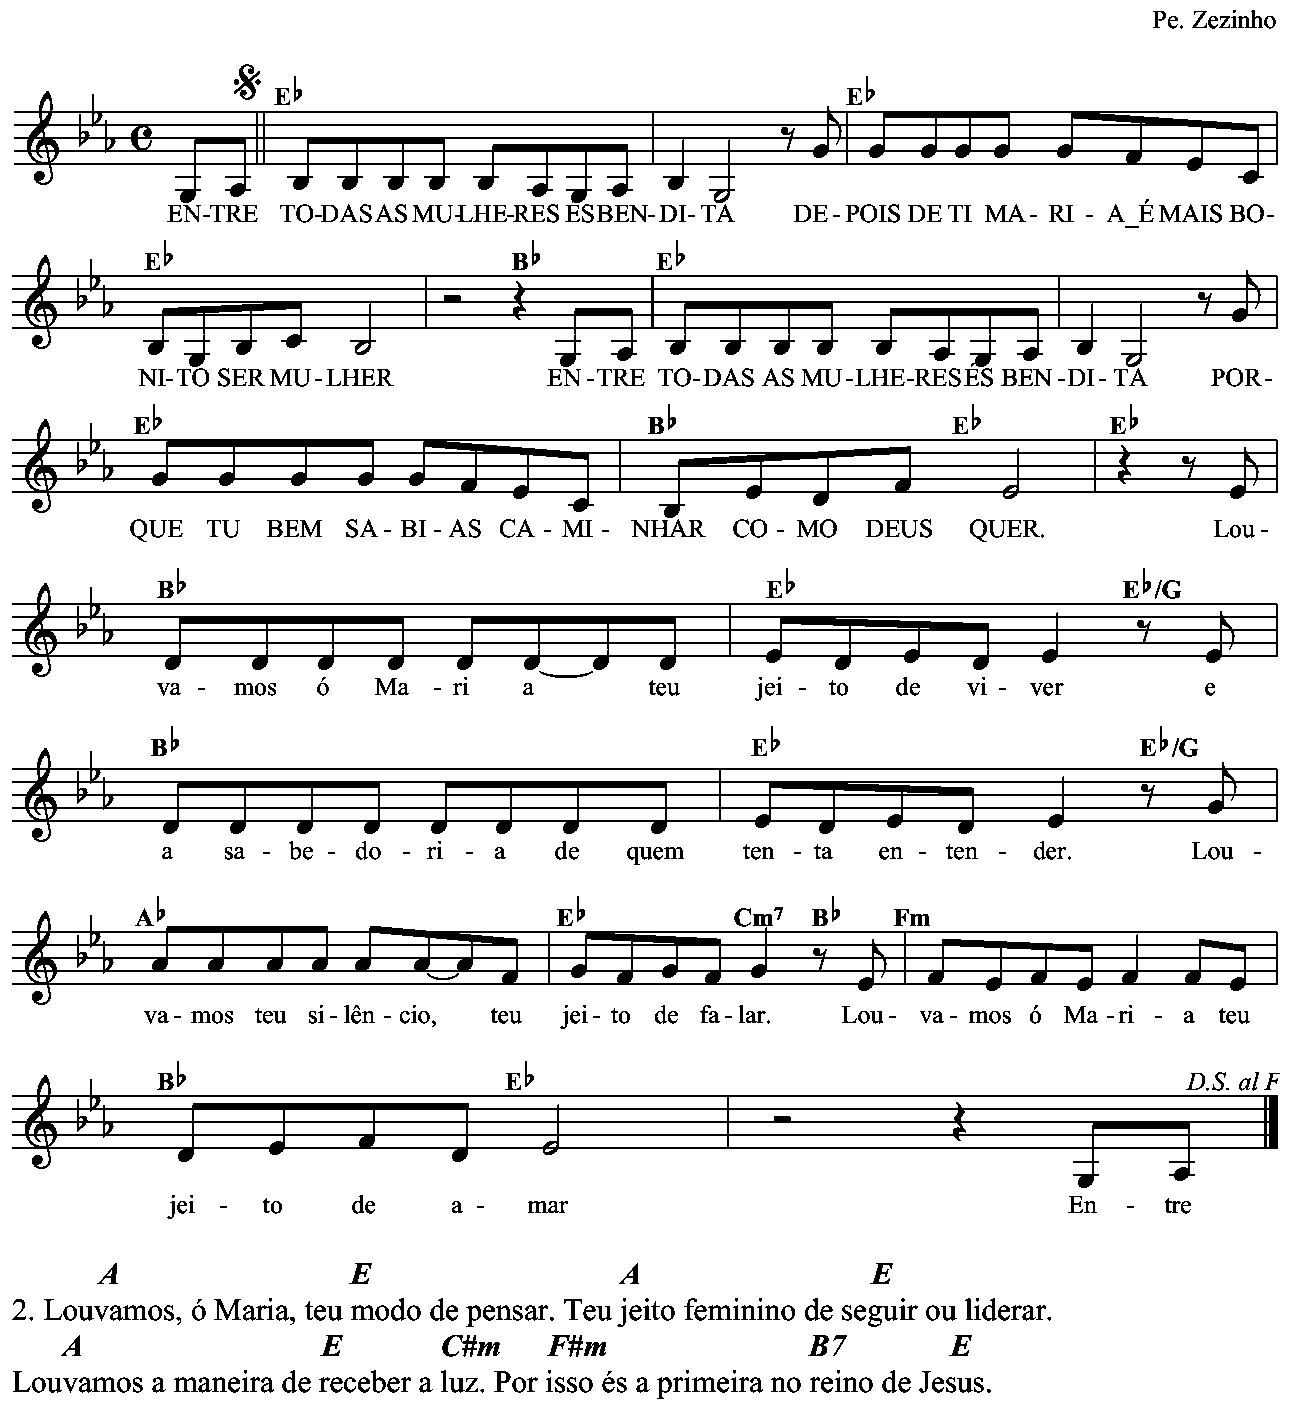 Pe. Zezinho
E♭ E♭
EN-TRE TO-DAS AS MU-LHE-RES ÉS BEN-DI-TA DE-POIS DE TI MA-RI-A_É MAIS BO-
E♭ B♭ E♭
NI-TO SER MU-LHER EN-TRE TO-DAS AS MU-LHE-RES ÉS BEN-DI-TA POR-
E♭ B♭ E♭ E♭
QUE TU BEM SA-BI-AS CA-MI-NHAR CO-MO DEUS QUER. Lou-
B♭ E♭ E♭/G
va-mos ó Ma-ri a teu jei-to de vi-ver e
B♭ E♭ E♭/G
a sa-be-do-ri-a de quem ten-ta en-ten-der. Lou-
A♭ E♭ Cm7 B♭ Fm
va-mos teu si-lên-cio, teu jei-to de fa-lar. Lou-va-mos ó Ma-ri-a teu
B♭ E♭ D.S. al F
jei-to de a-mar En-tre
A E A E
2. Louvamos, ó Maria, teu modo de pensar. Teu jeito feminino de seguir ou liderar.
A E C#m F#m B7 E
Louvamos a maneira de receber a luz. Por isso és a primeira no reino de Jesus.